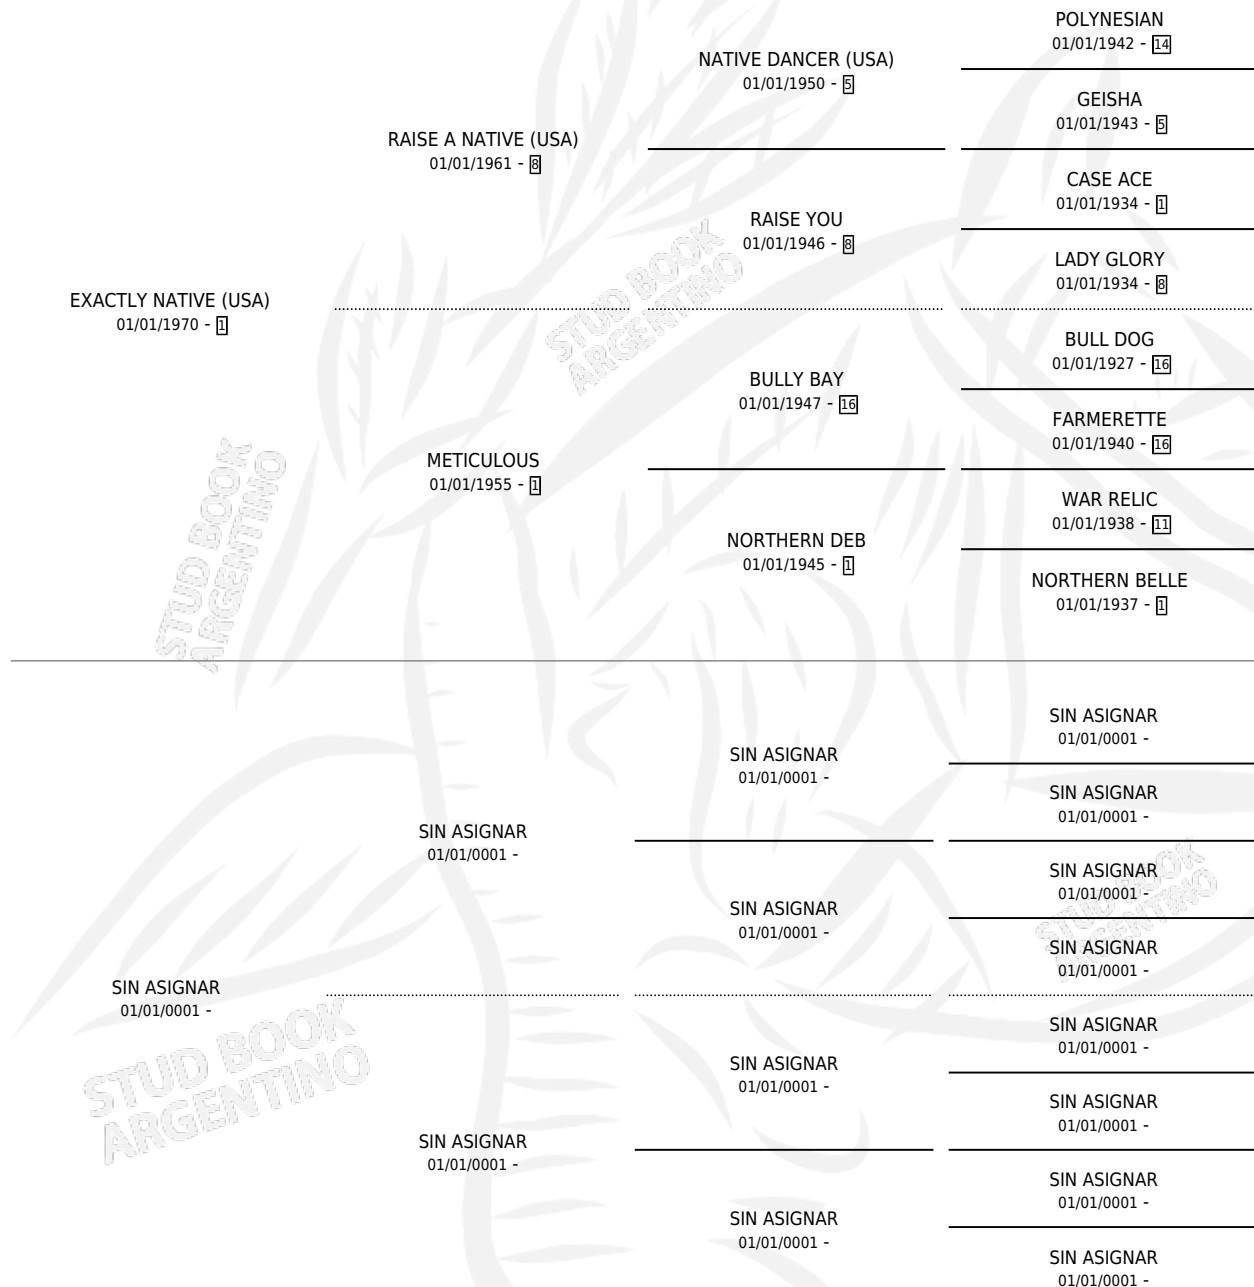 POLYNESIAN
01/01/1942 - 14
NATIVE DANCER (USA)
01/01/1950 - 5
GEISHA
01/01/1943 - 5
RAISE A NATIVE (USA)
01/01/1961 - 8
CASE ACE
01/01/1934 - 1
RAISE YOU
01/01/1946 - 8
LADY GLORY
01/01/1934 - 8
EXACTLY NATIVE (USA)
01/01/1970 - 1
BULL DOG
01/01/1927 - 16
BULLY BAY
01/01/1947 - 16
FARMERETTE
01/01/1940 - 16
METICULOUS
01/01/1955 - 1
WAR RELIC
01/01/1938 - 11
NORTHERN DEB
01/01/1945 - 1
NORTHERN BELLE
01/01/1937 - 1
STUD BOOK
ARGENTINO
STUD BOOK
ARGENTINO
SIN ASIGNAR
01/01/0001 -
SIN ASIGNAR
01/01/0001 -
SIN ASIGNAR
01/01/0001 -
SIN ASIGNAR
01/01/0001 -
SIN ASIGNAR
01/01/0001 -
SIN ASIGNAR
01/01/0001 -
SIN ASIGNAR
01/01/0001 -
SIN ASIGNAR
01/01/0001 -
SIN ASIGNAR
01/01/0001 -
SIN ASIGNAR
01/01/0001 -
SIN ASIGNAR
01/01/0001 -
SIN ASIGNAR
01/01/0001 -
SIN ASIGNAR
01/01/0001 -
SIN ASIGNAR
01/01/0001 -
SIN ASIGNAR
01/01/0001 -
STUD BOOK
ARGENTINO
STUD BOOK
ARGENTINO